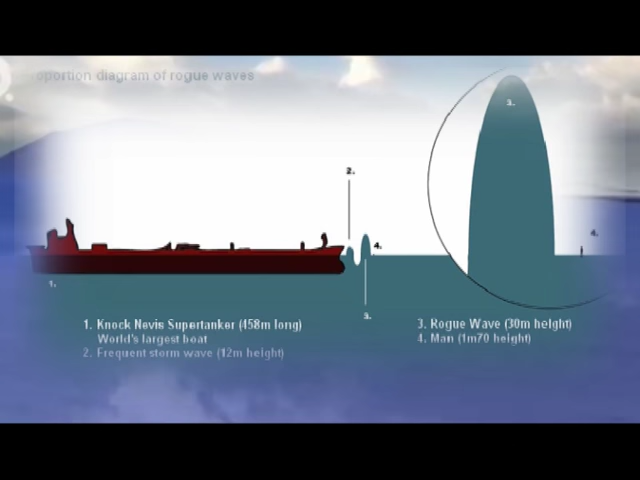 oportion diagram of rogue waves
3.
2.
4.
4.
1.
3.
1. Knock Nevis Supertanker (458m long)
World's largest boat
2. Frequent storm wave (12m height)
3. Rogue Wave (30m height)
4. Man (1m70 height)